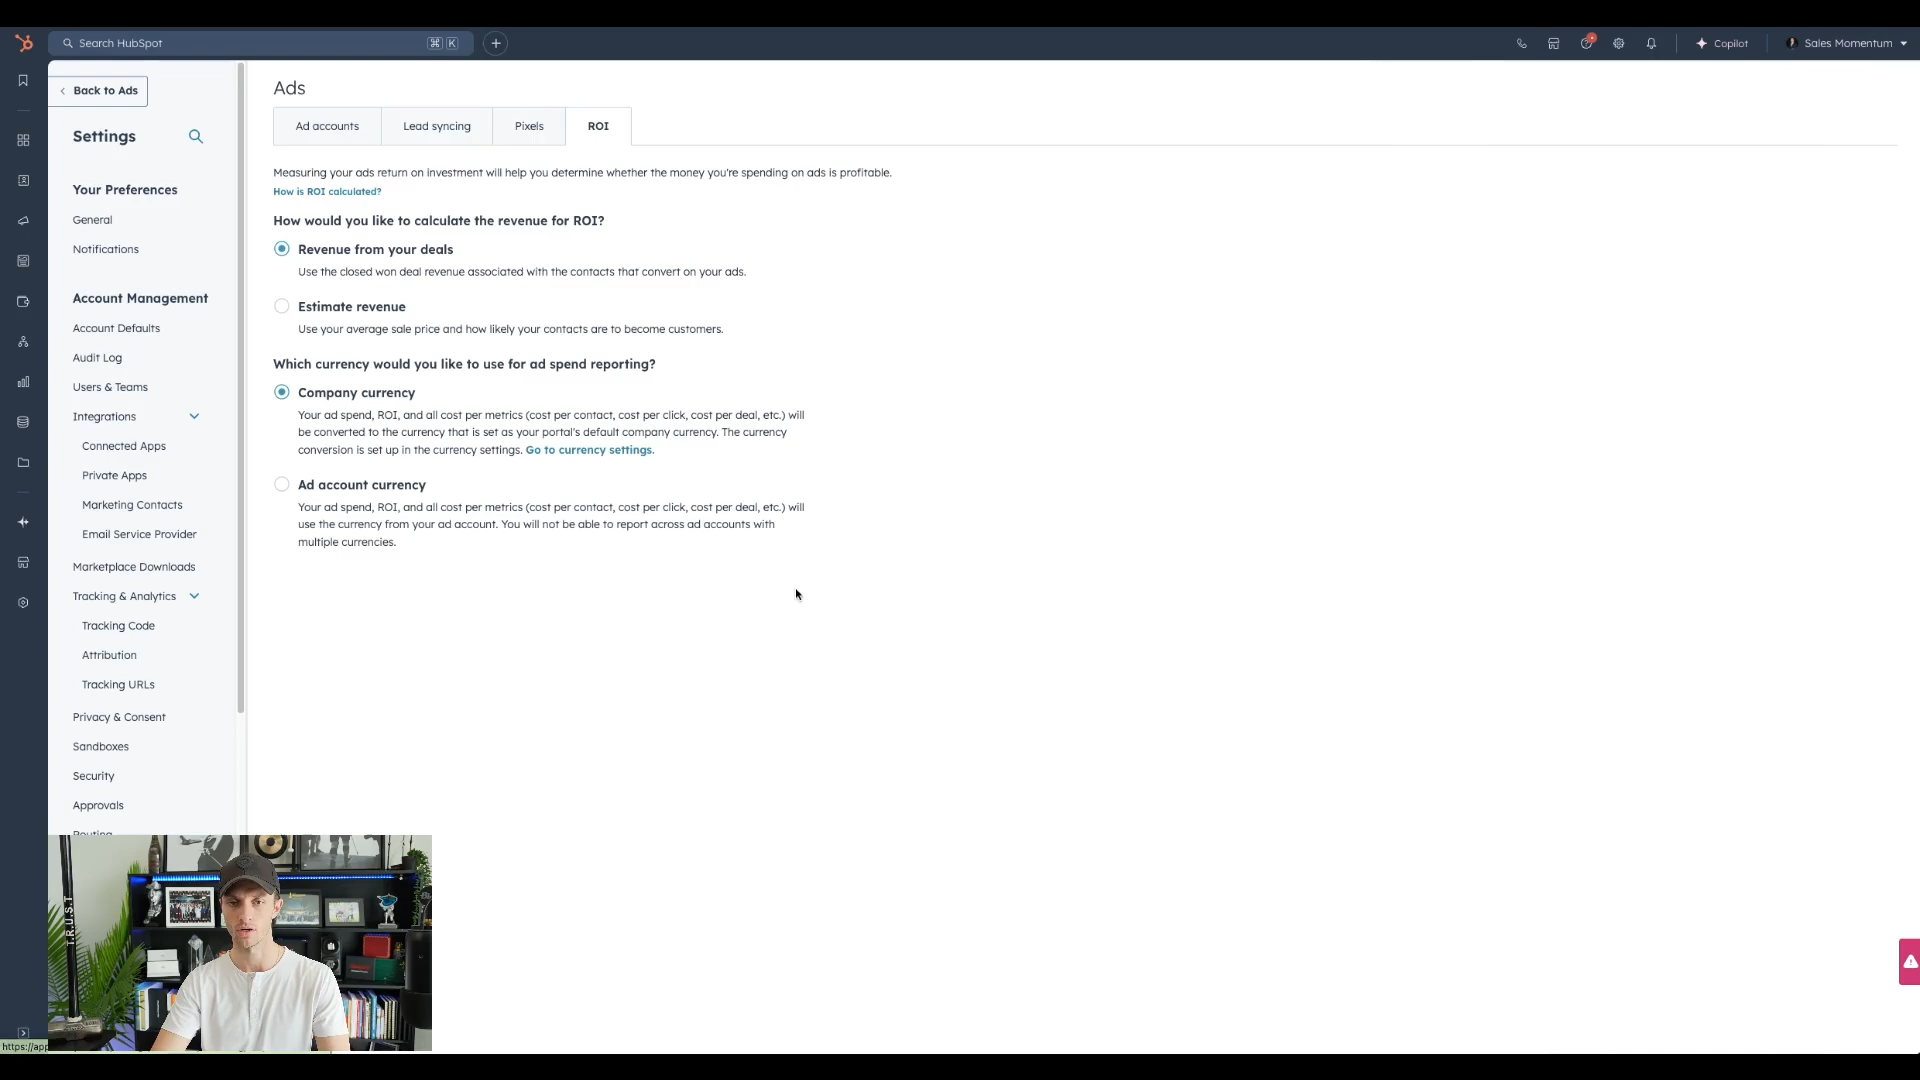 Search HubSpot
⌘ K
Copilot
Sales Momentum
Back to Ads
Settings
Your Preferences
General
Notifications
Account Management
Account Defaults
Audit Log
Users & Teams
Integrations
Connected Apps
Private Apps
Marketing Contacts
Email Service Provider
Marketplace Downloads
Tracking & Analytics
Tracking Code
Attribution
Tracking URLs
Privacy & Consent
Sandboxes
Security
Approvals
Routing
Ads
Ad accounts
Lead syncing
Pixels
ROI
Measuring your ads return on investment will help you determine whether the money you're spending on ads is profitable.
How is ROI calculated?
How would you like to calculate the revenue for ROI?
Revenue from your deals
Use the closed won deal revenue associated with the contacts that convert on your ads.
Estimate revenue
Use your average sale price and how likely your contacts are to become customers.
Which currency would you like to use for ad spend reporting?
Company currency
Your ad spend, ROI, and all cost per metrics (cost per contact, cost per click, cost per deal, etc.) will
be converted to the currency that is set as your portal's default company currency. The currency
conversion is set up in the currency settings. Go to currency settings.
Ad account currency
Your ad spend, ROI, and all cost per metrics (cost per contact, cost per click, cost per deal, etc.) will
use the currency from your ad account. You will not be able to report across ad accounts with
multiple currencies.
T.R.U.S.T
https://app